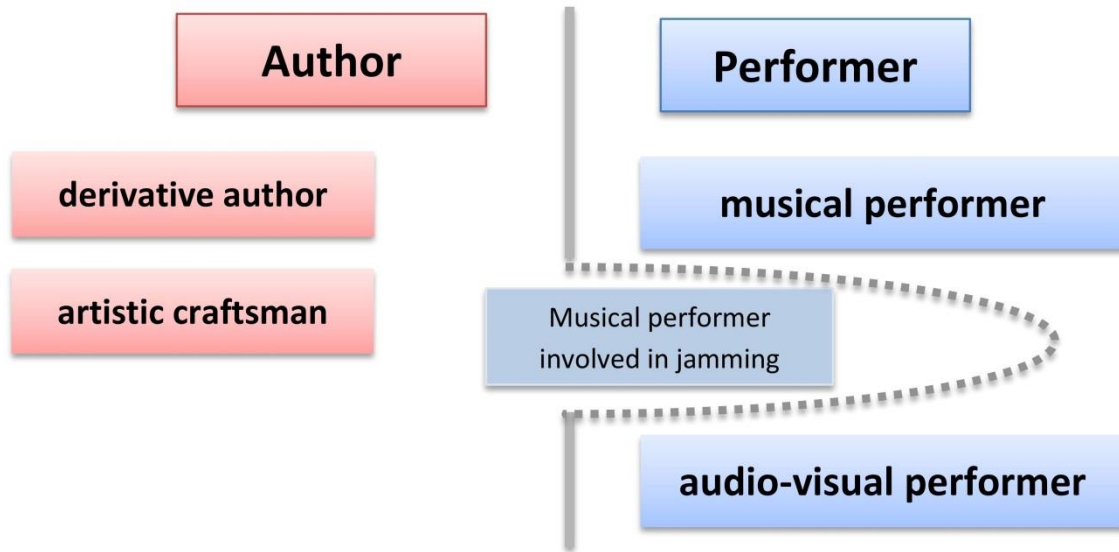 Author
Performer
derivative author
musical performer
artistic craftsman
Musical performer
involved in jamming
audio-visual performer